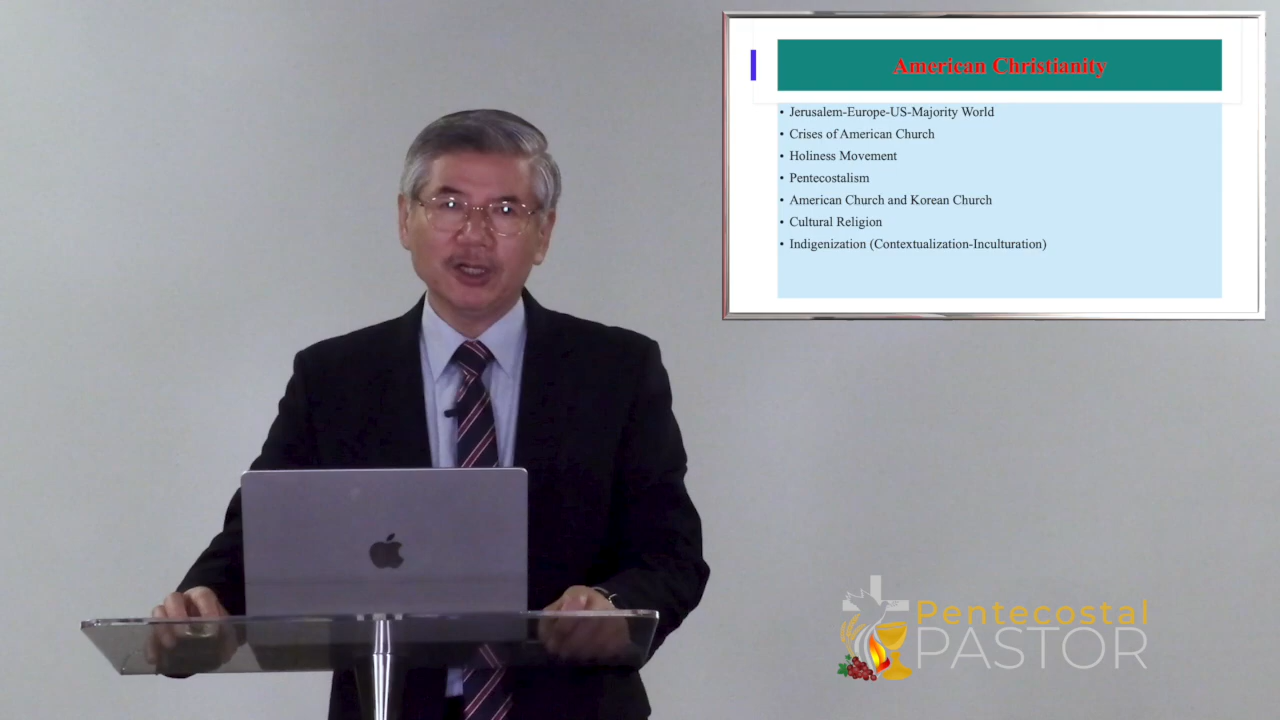 American Christianity
• Jerusalem-Europe-US-Majority World
• Crises of American Church
• Holiness Movement
• Pentecostalism
• American Church and Korean Church
• Cultural Religion
• Indigenization (Contextualization-Inculturation)
Pentecostal
PASTOR